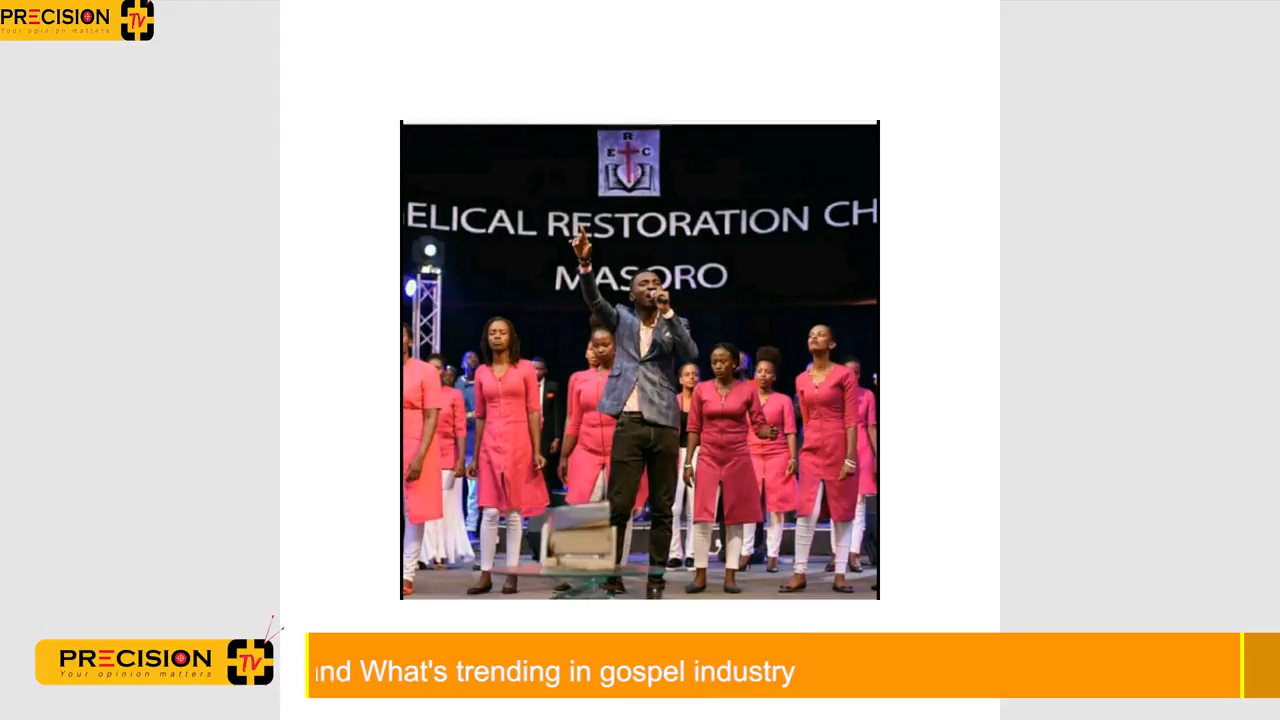 PRECISION
TV
Your opinion matters
R
E C
ELICAL RESTORATION CH
MASORO
PRECISION
TV
Your opinion matters
and What's trending in gospel industry